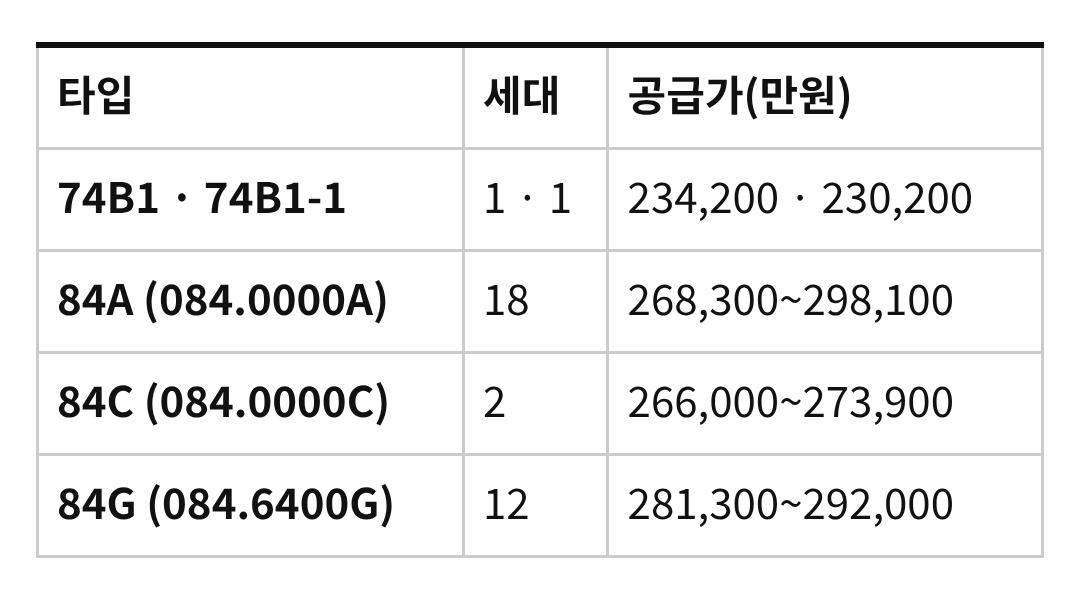 타입 세대 공급가(만원)
74B1 · 74B1-1 1 · 1 234,200 · 230,200
84A (084.0000A) 18 268,300~298,100
84C (084.0000C) 2 266,000~273,900
84G (084.6400G) 12 281,300~292,000